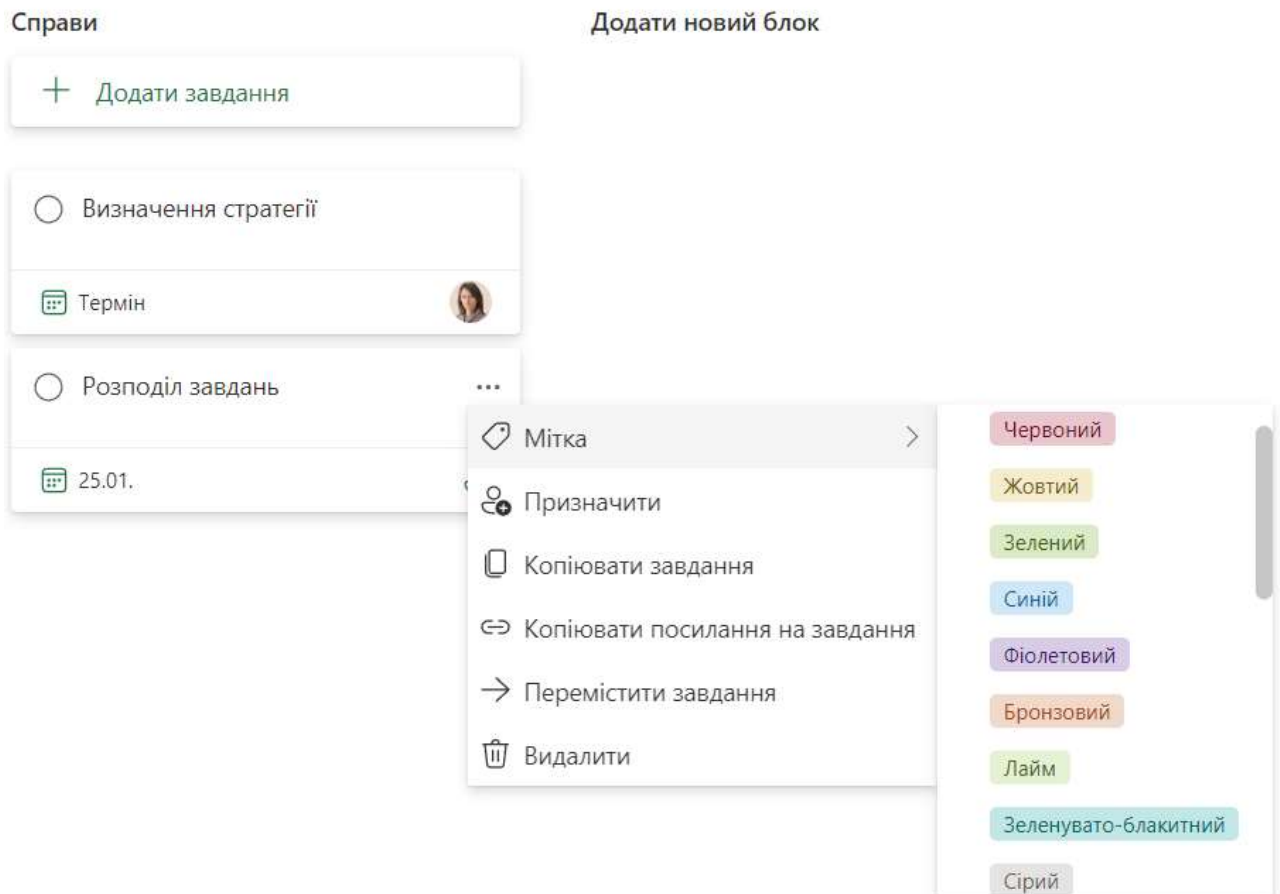 Справи
Додати новий блок
Додати завдання
Визначення стратегії
Термін
Розподіл завдань
25.01.
Мітка
Призначити
Копіювати завдання
Копіювати посилання на завдання
Перемістити завдання
Видалити
Червоний
Жовтий
Зелений
Синій
Фіолетовий
Бронзовий
Лайм
Зеленувато-блакитний
Сірий